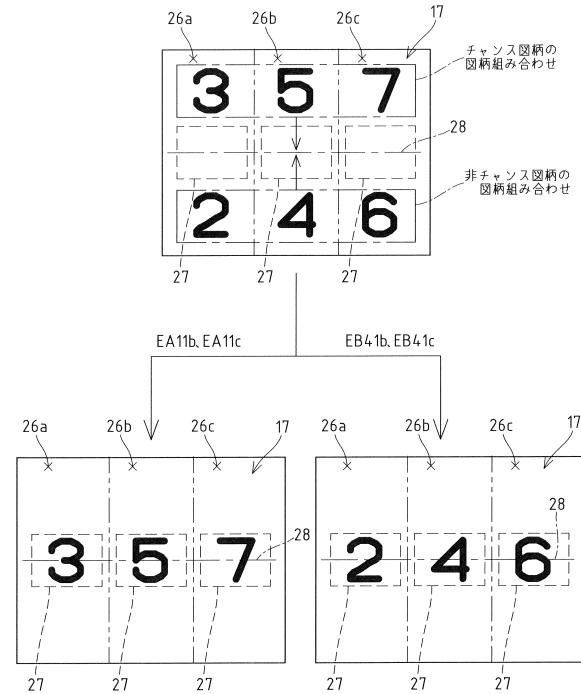 26a 26b 26c 17
チャンス図柄の
図柄組み合わせ
3 5 7
28
非チャンス図柄の
図柄組み合わせ
2 4 6
27 27 27
EA11b、EA11c EB41b、EB41c
26a 26b 26c 17 26a 26b 26c 17
28 28
3 5 7 2 4 6
27 27 27 27 27 27